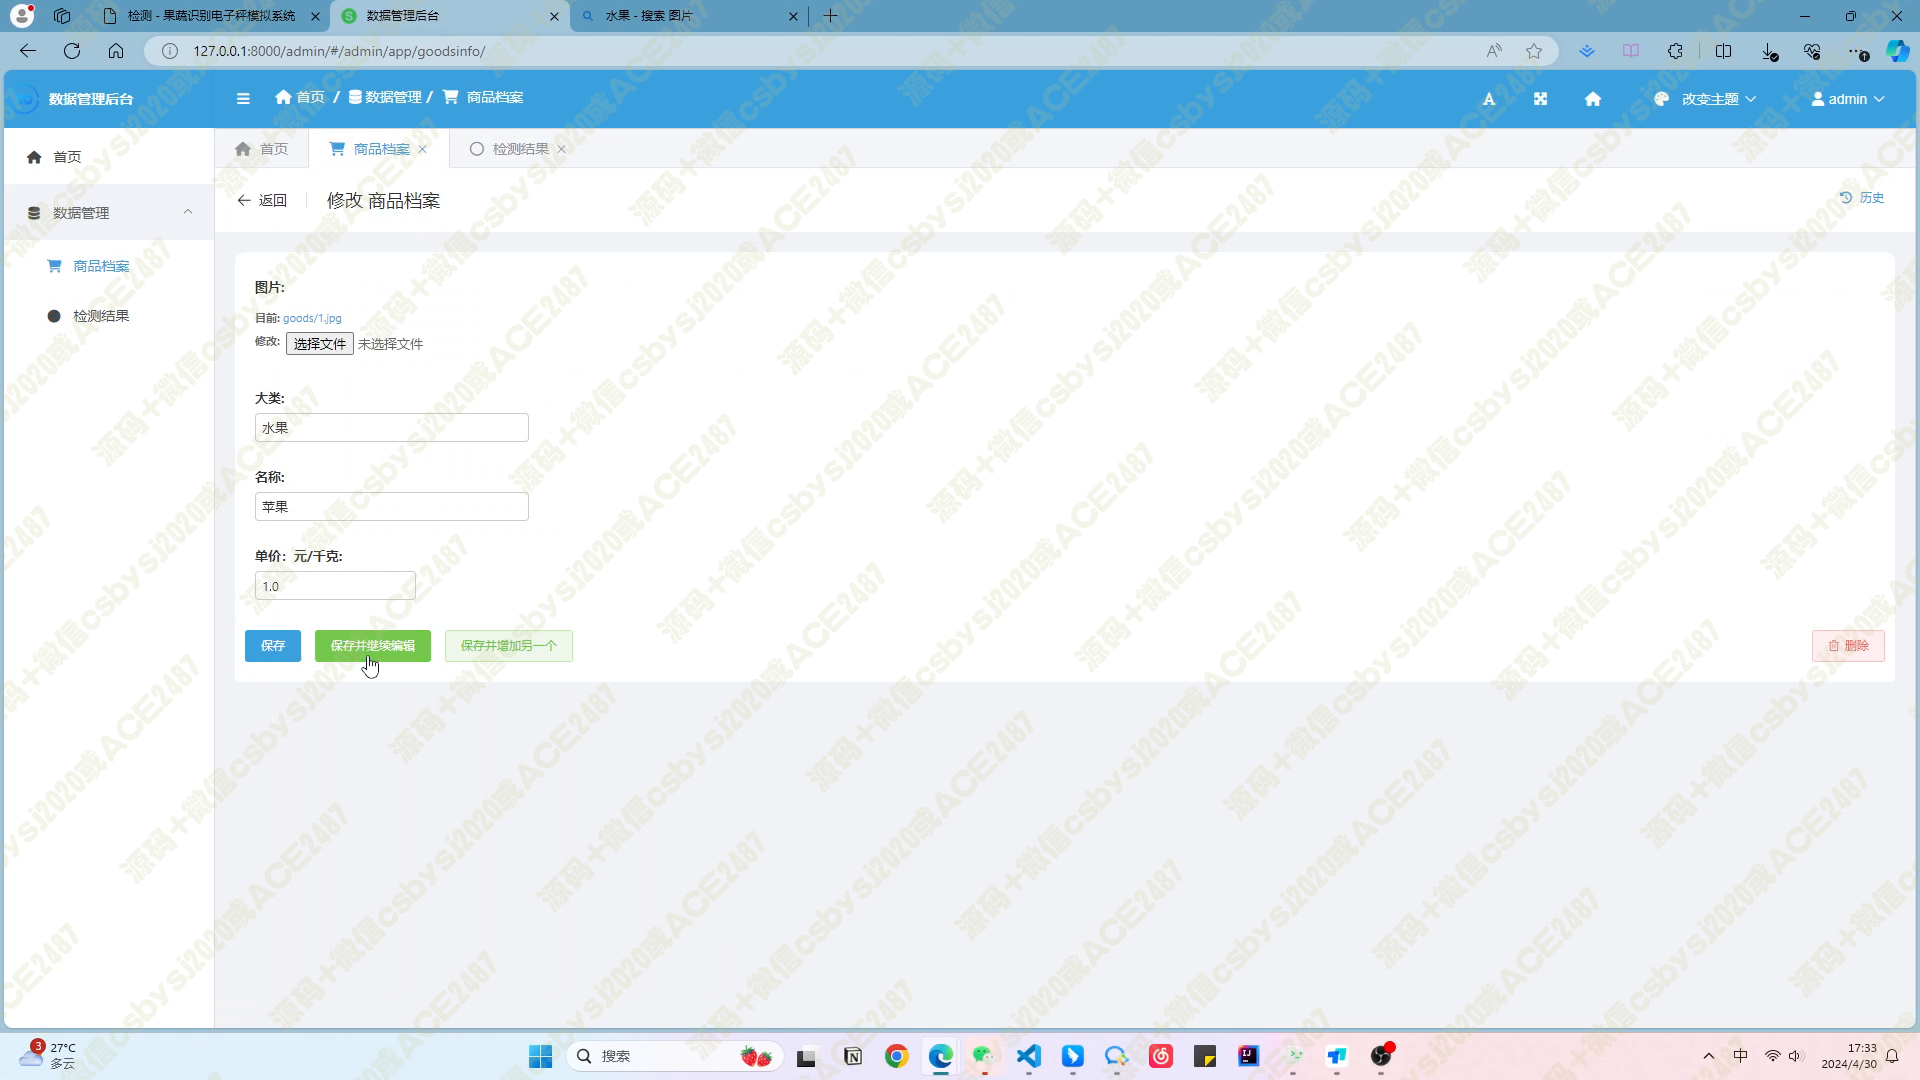 检测 - 果蔬识别电子秤模拟系统
数据管理后台
水果 - 搜索 图片
127.0.0.1:8000/admin/#/admin/app/goodsinfo/
数据管理后台
首页 / 数据管理 / 商品档案
改变主题
admin
首页
商品档案
检测结果
首页
数据管理
商品档案
检测结果
返回
修改 商品档案
历史
图片:
目前: goods/1.jpg
修改: 选择文件 未选择文件
大类:
水果
名称:
苹果
单价：元/千克:
1.0
保存
保存并继续编辑
保存并增加另一个
删除
源码+微信csbysj2020或ACE2487
3
27°C
多云
搜索
中
17:33
2024/4/30